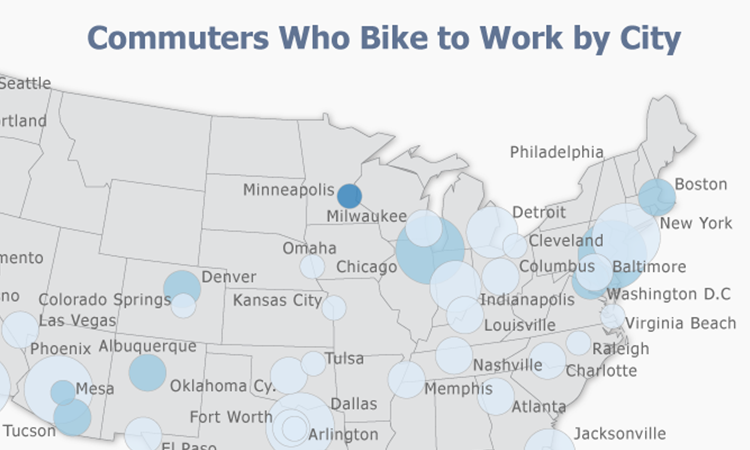 Commuters Who Bike to Work by City
Seattle
rtland
Philadelphia
Minneapolis
Boston
Milwaukee
Detroit
New York
Omaha
Cleveland
mento
Chicago
Columbus
Baltimore
Denver
no
Colorado Springs
Kansas City
Indianapolis
Washington D.C
Las Vegas
Louisville
Virginia Beach
Phoenix
Albuquerque
Tulsa
Nashville
Raleigh
Charlotte
Mesa
Oklahoma Cy.
Memphis
Dallas
Atlanta
Fort Worth
Tucson
Arlington
Jacksonville
El Paso